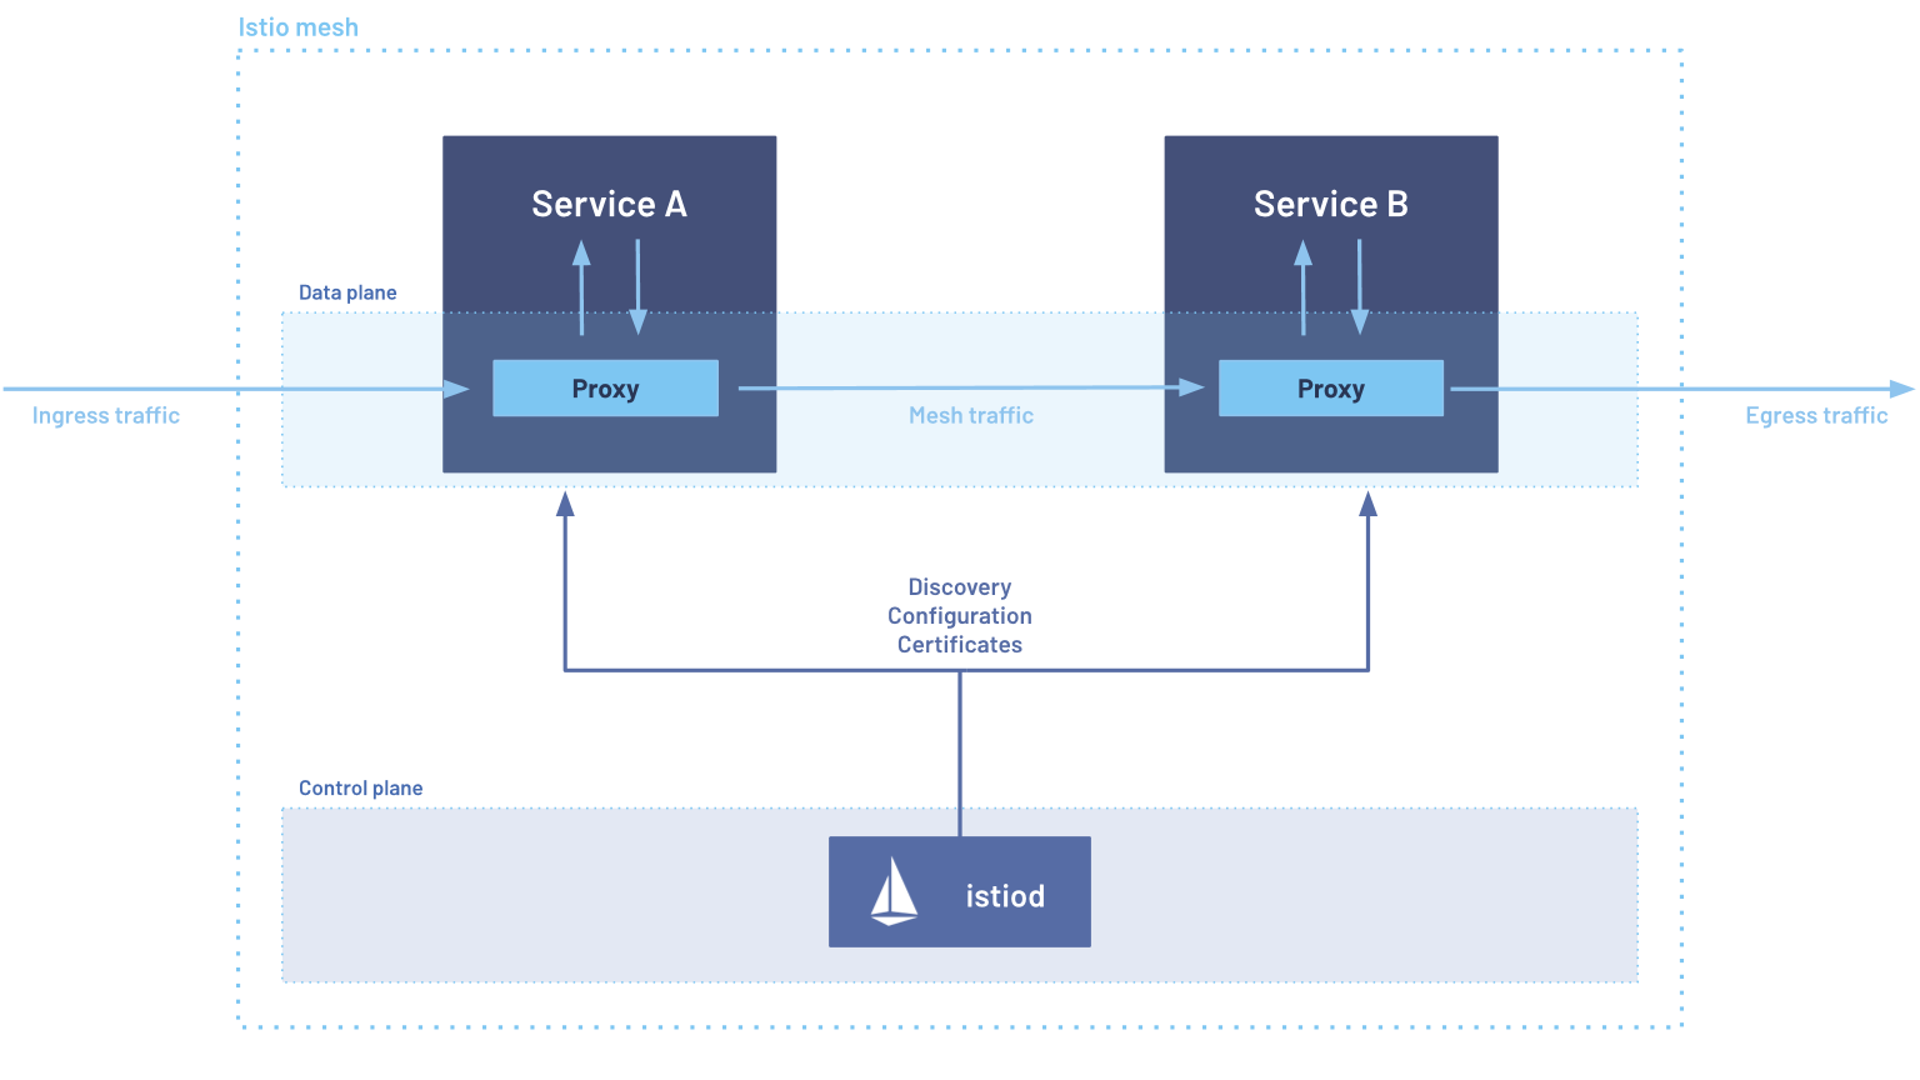 Istio mesh
Service A
Service B
Data plane
Proxy
Proxy
Ingress traffic
Mesh traffic
Egress traffic
Discovery
Configuration
Certificates
Control plane
istiod